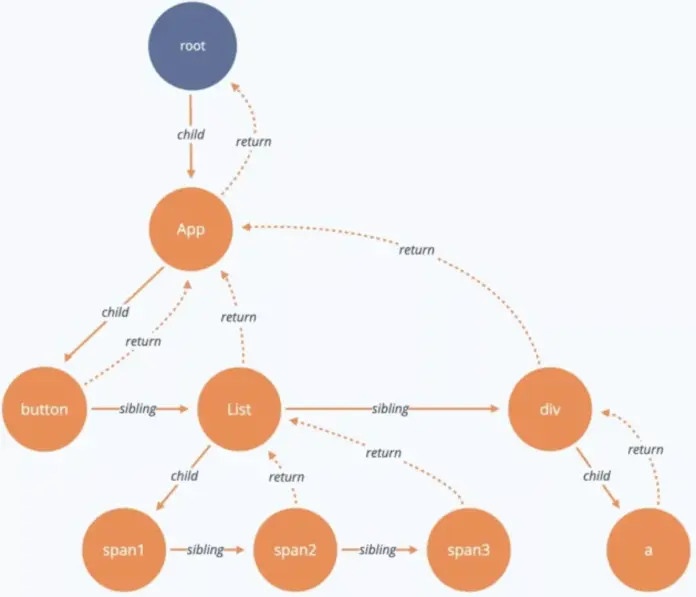 root
child
return
App
return
child
return
return
button
sibling
List
sibling
div
child
return
return
child
return
span1
sibling
span2
sibling
span3
a